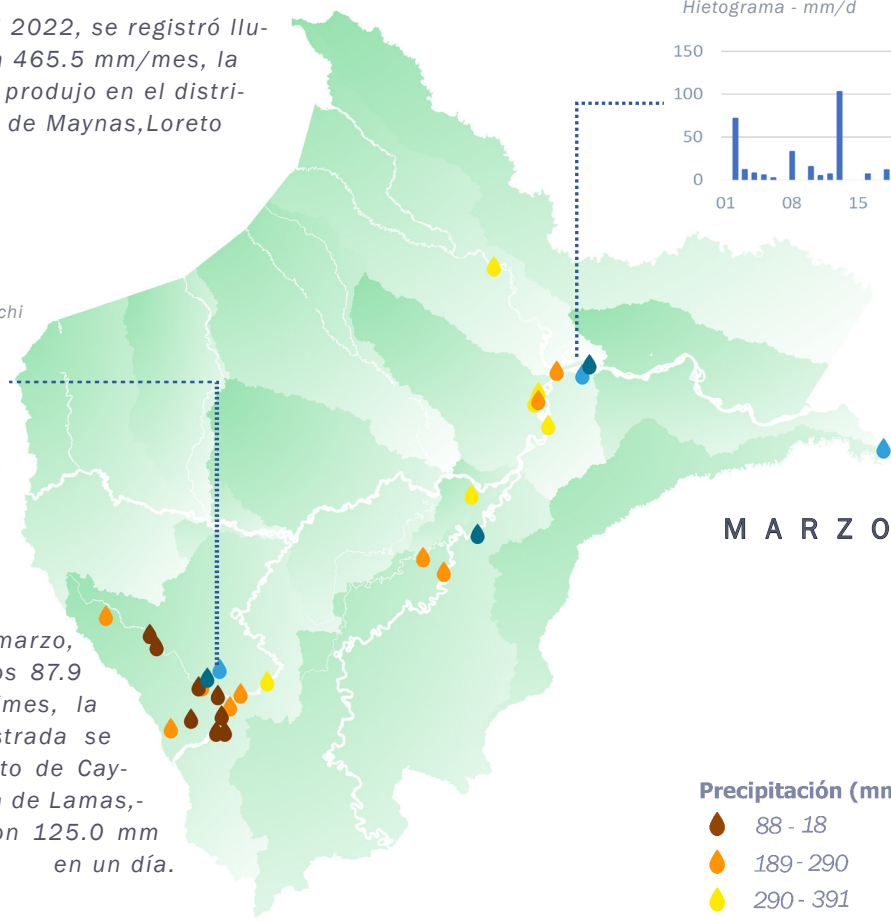 2022, se registró llu-
465.5 mm/mes, la
produjo en el distri-
de Maynas,Loreto
Hietograma - mm/d
150
100
50
0
01 08 15
chi
MARZO
marzo,
os 87.9
mes, la
strada se
to de Cay-
de Lamas,-
on 125.0 mm
en un día.
Precipitación (mm
88 - 18
189 - 290
290 - 391